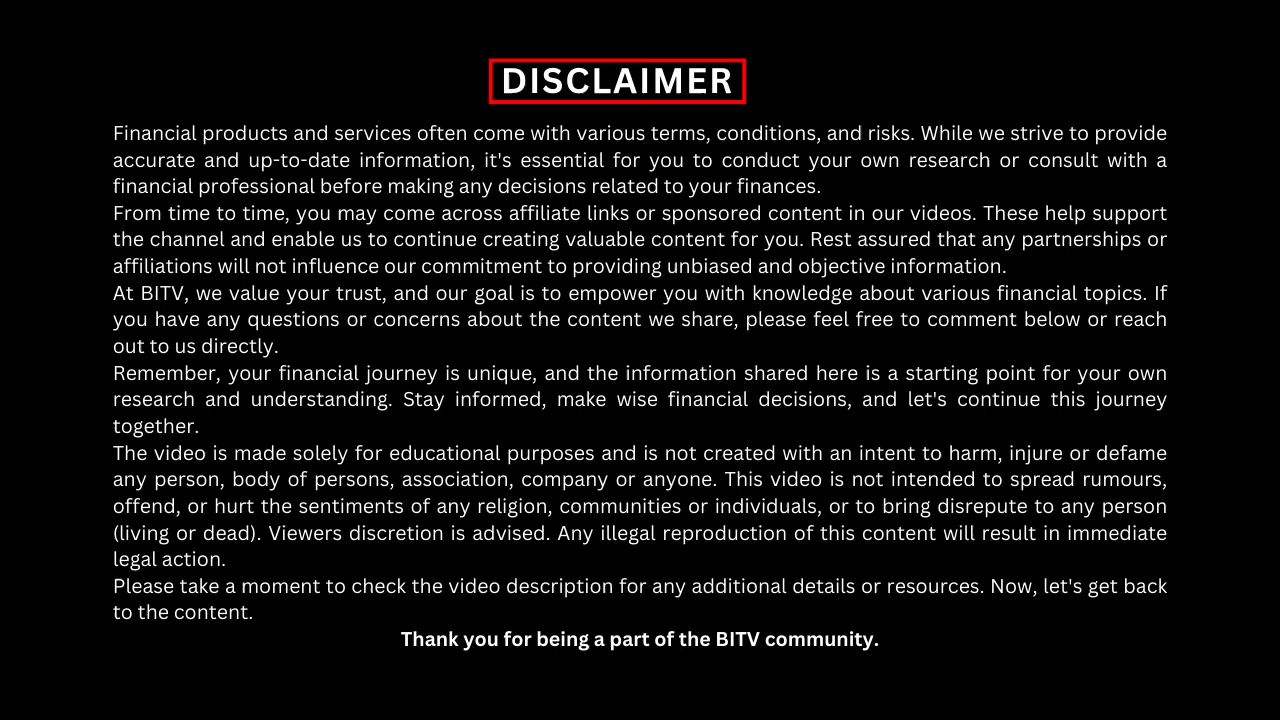 DISCLAIMER
Financial products and services often come with various terms, conditions, and risks. While we strive to provide
accurate and up-to-date information, it's essential for you to conduct your own research or consult with a
financial professional before making any decisions related to your finances.
From time to time, you may come across affiliate links or sponsored content in our videos. These help support
the channel and enable us to continue creating valuable content for you. Rest assured that any partnerships or
affiliations will not influence our commitment to providing unbiased and objective information.
At BITV, we value your trust, and our goal is to empower you with knowledge about various financial topics. If
you have any questions or concerns about the content we share, please feel free to comment below or reach
out to us directly.
Remember, your financial journey is unique, and the information shared here is a starting point for your own
research and understanding. Stay informed, make wise financial decisions, and let's continue this journey
together.
The video is made solely for educational purposes and is not created with an intent to harm, injure or defame
any person, body of persons, association, company or anyone. This video is not intended to spread rumours,
offend, or hurt the sentiments of any religion, communities or individuals, or to bring disrepute to any person
(living or dead). Viewers discretion is advised. Any illegal reproduction of this content will result in immediate
legal action.
Please take a moment to check the video description for any additional details or resources. Now, let's get back
to the content.
Thank you for being a part of the BITV community.